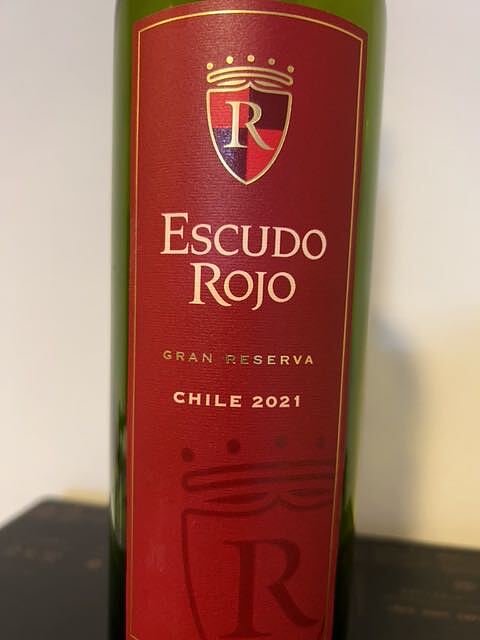 R
ESCUDO
ROJO
GRAN RESERVA
CHILE 2021
R